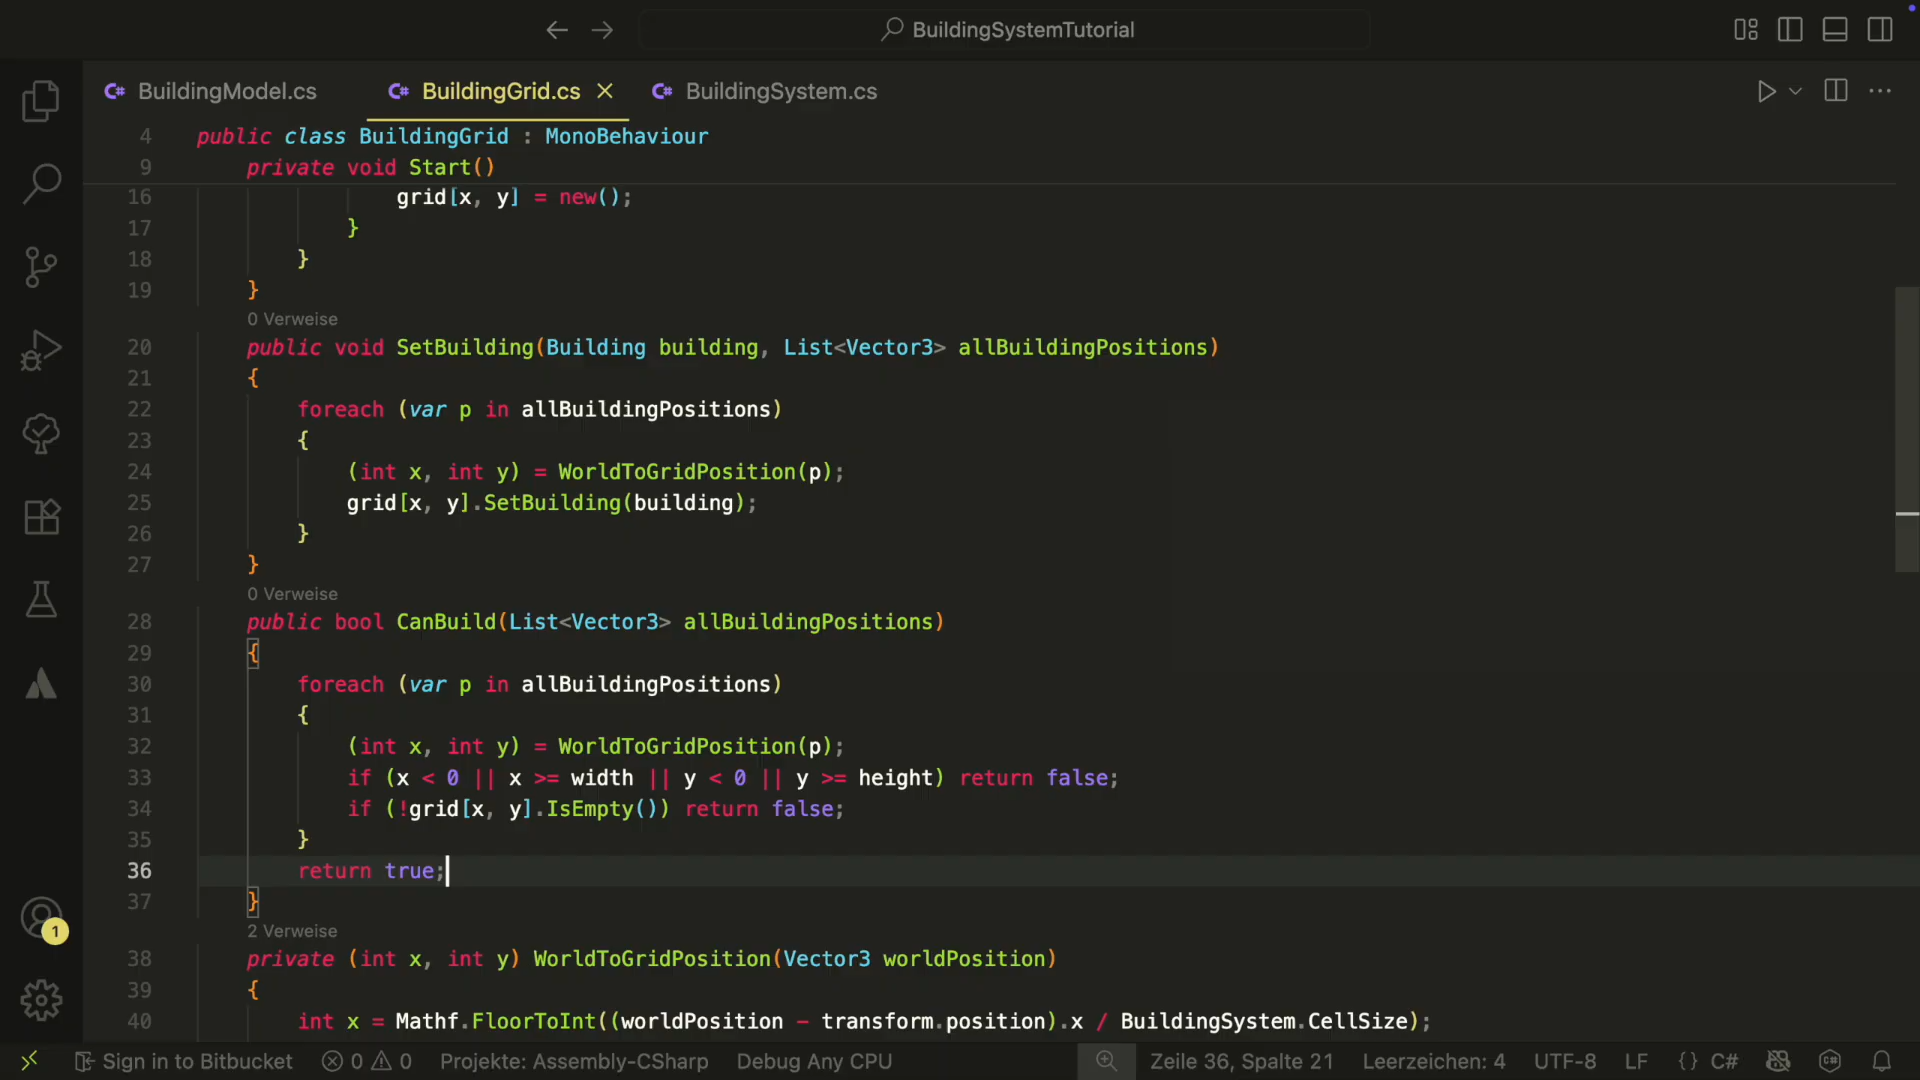 BuildingSystemTutorial
C# BuildingModel.cs
C# BuildingGrid.cs
C# BuildingSystem.cs
4 public class BuildingGrid : MonoBehaviour
9 private void Start()
16 grid[x, y] = new();
17 }
18 }
19 }
0 Verweise
20 public void SetBuilding(Building building, List<Vector3> allBuildingPositions)
21 {
22 foreach (var p in allBuildingPositions)
23 {
24 (int x, int y) = WorldToGridPosition(p);
25 grid[x, y].SetBuilding(building);
26 }
27 }
0 Verweise
28 public bool CanBuild(List<Vector3> allBuildingPositions)
29 {
30 foreach (var p in allBuildingPositions)
31 {
32 (int x, int y) = WorldToGridPosition(p);
33 if (x < 0 || x >= width || y < 0 || y >= height) return false;
34 if (!grid[x, y].IsEmpty()) return false;
35 }
36 return true;
37 }
2 Verweise
38 private (int x, int y) WorldToGridPosition(Vector3 worldPosition)
39 {
40 int x = Mathf.FloorToInt((worldPosition - transform.position).x / BuildingSystem.CellSize);
1
Sign in to Bitbucket 0 0 Projekte: Assembly-CSharp Debug Any CPU Zeile 36, Spalte 21 Leerzeichen: 4 UTF-8 LF {} C#